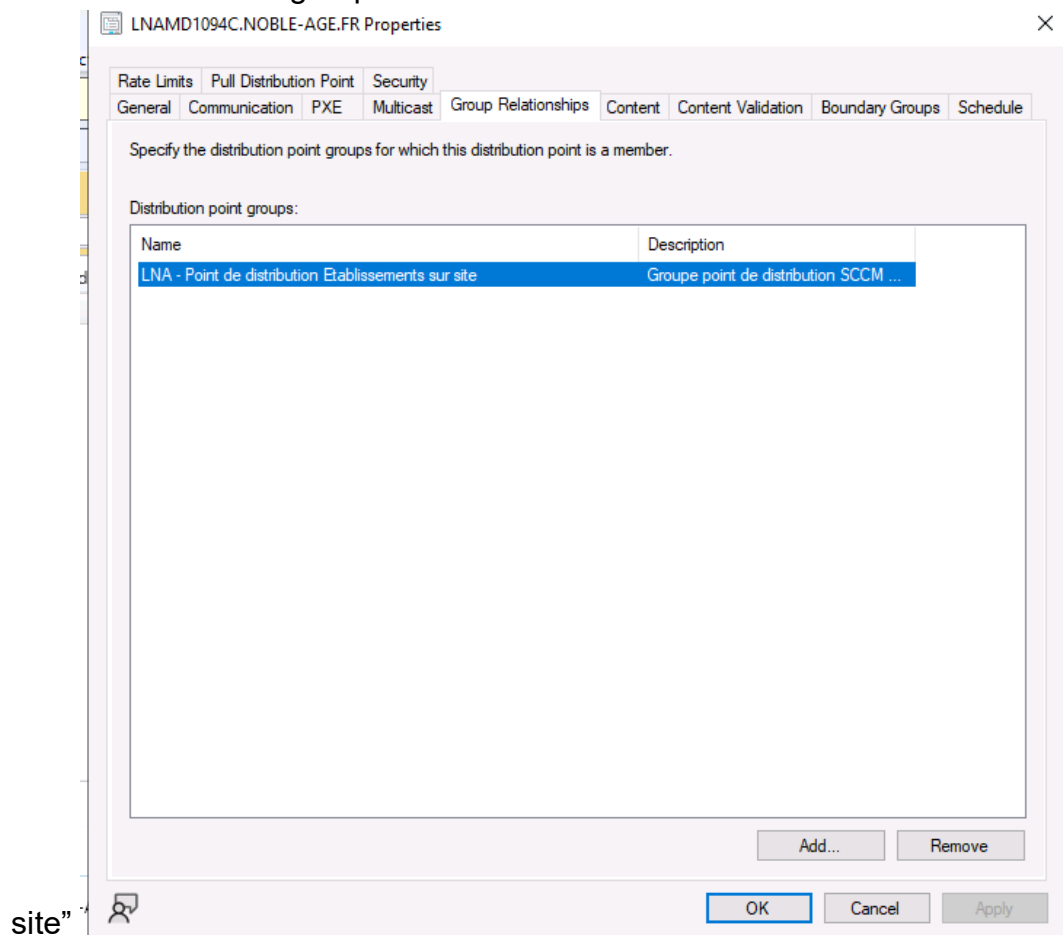 LNAMD1094C.NOBLE-AGE.FR Properties
Rate Limits Pull Distribution Point Security
General Communication PXE Multicast Group Relationships Content Content Validation Boundary Groups Schedule
Specify the distribution point groups for which this distribution point is a member.
Distribution point groups:
Name Description
LNA - Point de distribution Etablissements sur site Groupe point de distribution SCCM ...
Add... Remove
OK Cancel Apply
site”